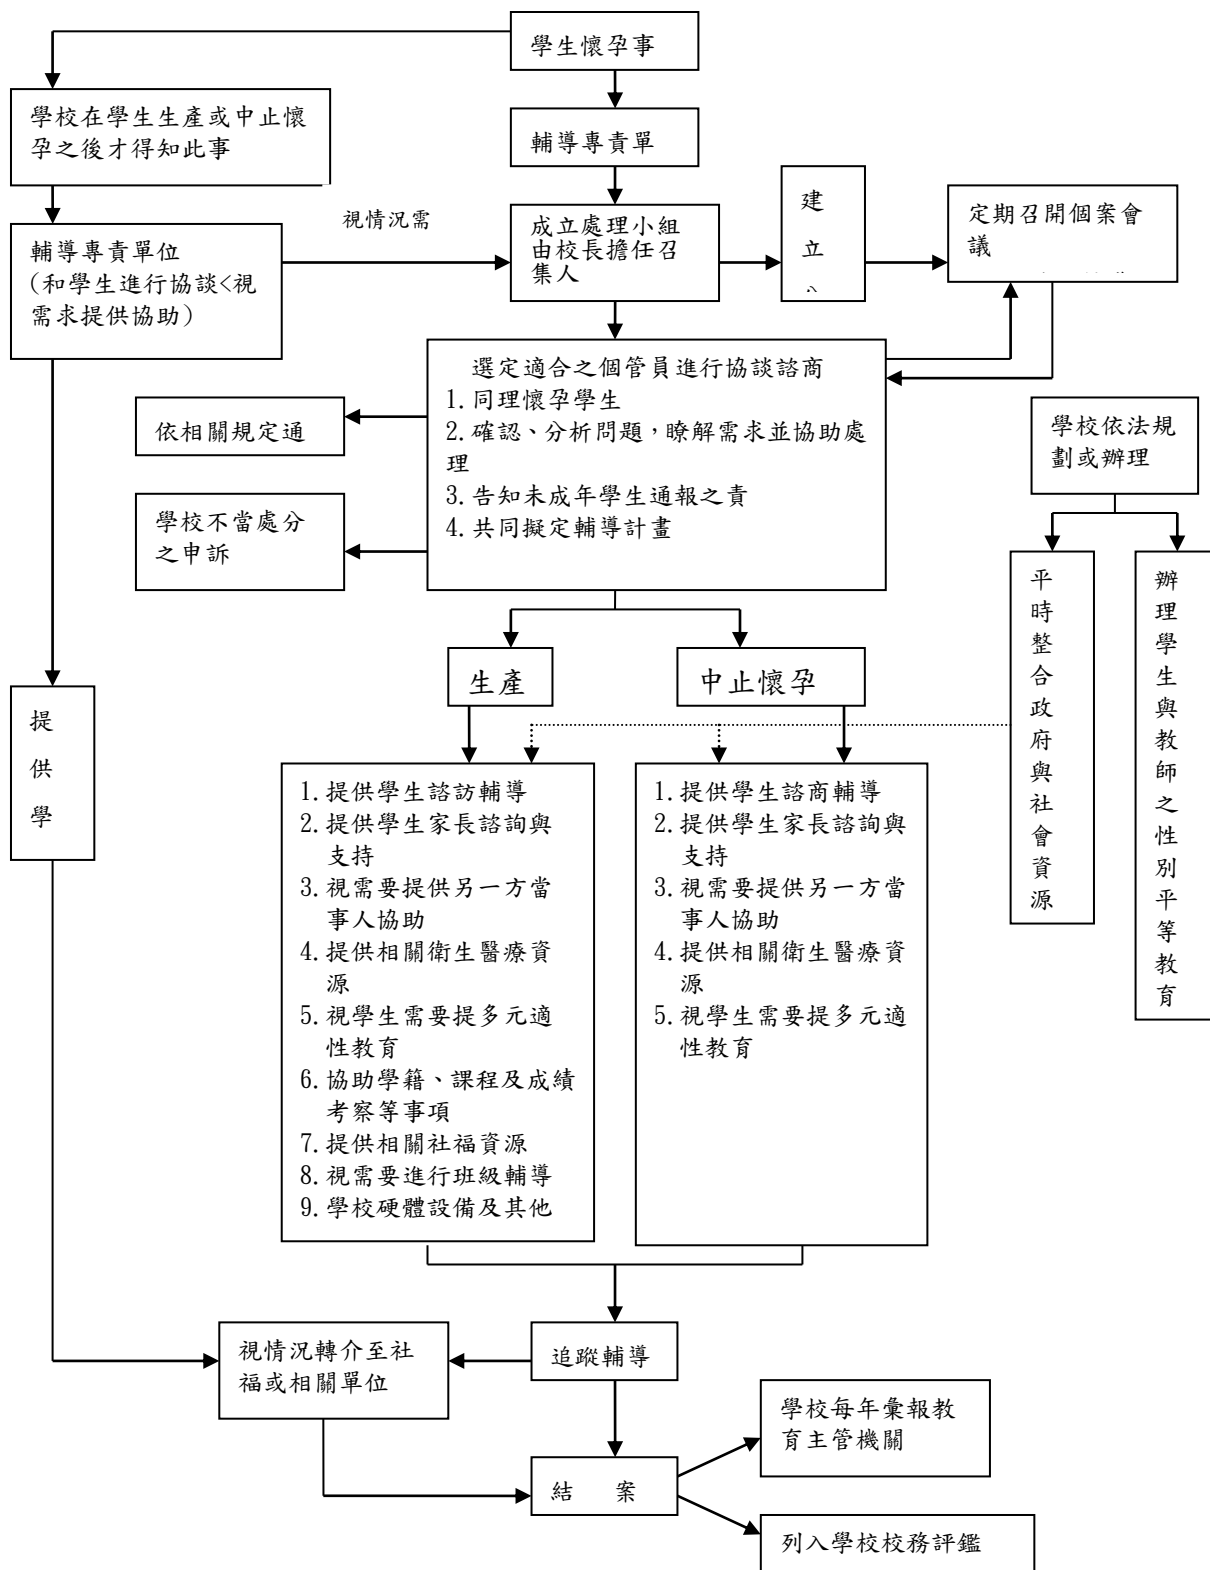 學生懷孕事
學校在學生生產或中止懷
孕之後才得知此事
輔導專責單
輔導專責單位
(和學生進行協談<視
需求提供協助)
視情況需
成立處理小組
由校長擔任召
集人
建
立
定期召開個案會
議
選定適合之個管員進行協談諮商
1.同理懷孕學生
2.確認、分析問題，瞭解需求並協助處
理
3.告知未成年學生通報之責
4.共同擬定輔導計畫
依相關規定通
學校不當處分
之申訴
學校依法規
劃或辦理
平
時
整
合
政
府
與
社
會
資
源
辦
理
學
生
與
教
師
之
性
別
平
等
教
育
生產
中止懷孕
提
供
學
1.提供學生諮訪輔導
2.提供學生家長諮詢與
支持
3.視需要提供另一方當
事人協助
4.提供相關衛生醫療資
源
5.視學生需要提多元適
性教育
6.協助學籍、課程及成績
考察等事項
7.提供相關社福資源
8.視需要進行班級輔導
9.學校硬體設備及其他
1.提供學生諮商輔導
2.提供學生家長諮詢與
支持
3.視需要提供另一方當
事人協助
4.提供相關衛生醫療資
源
5.視學生需要提多元適
性教育
視情況轉介至社
福或相關單位
追蹤輔導
結　案
學校每年彙報教
育主管機關
列入學校校務評鑑